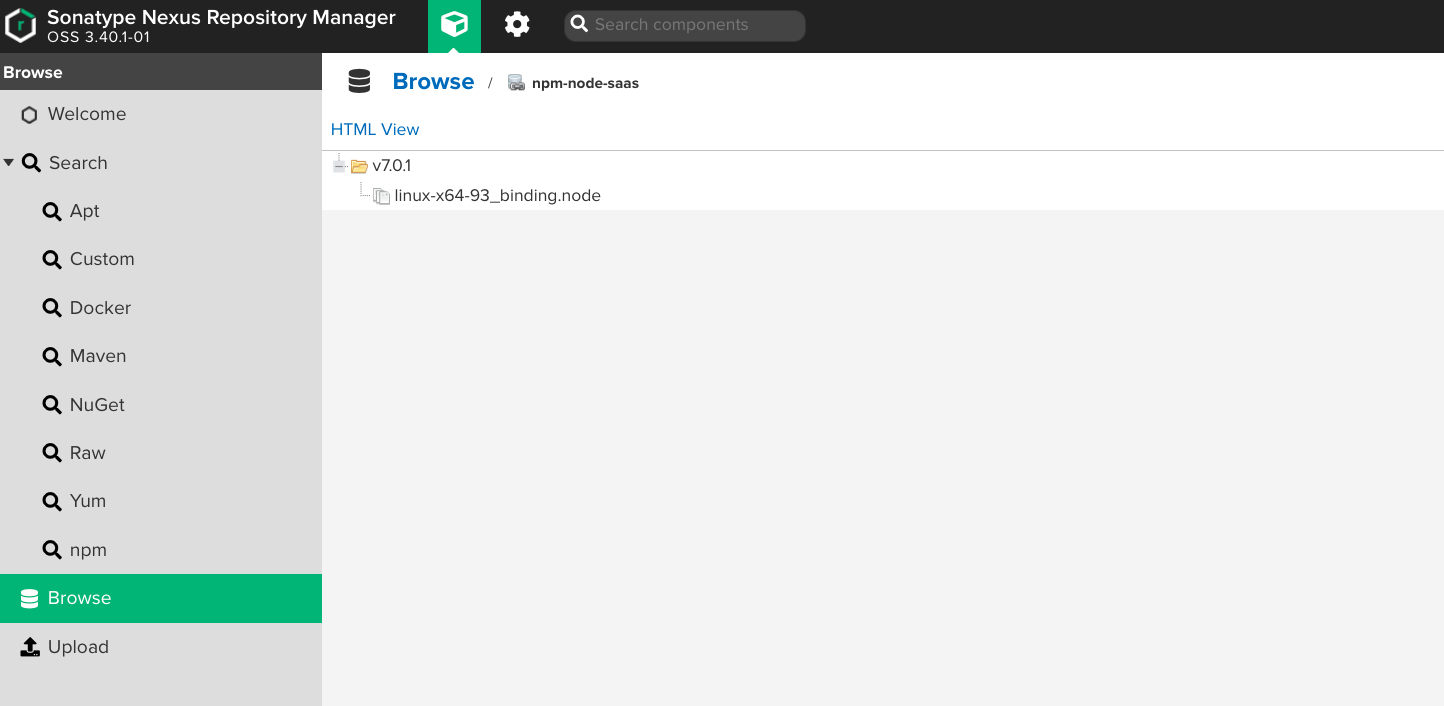 Sonatype Nexus Repository Manager
OSS 3.40.1-01
Search components
Browse
Welcome
Search
Apt
Custom
Docker
Maven
NuGet
Raw
Yum
npm
Browse
Upload
Browse / npm-node-saas
HTML View
v7.0.1
linux-x64-93_binding.node